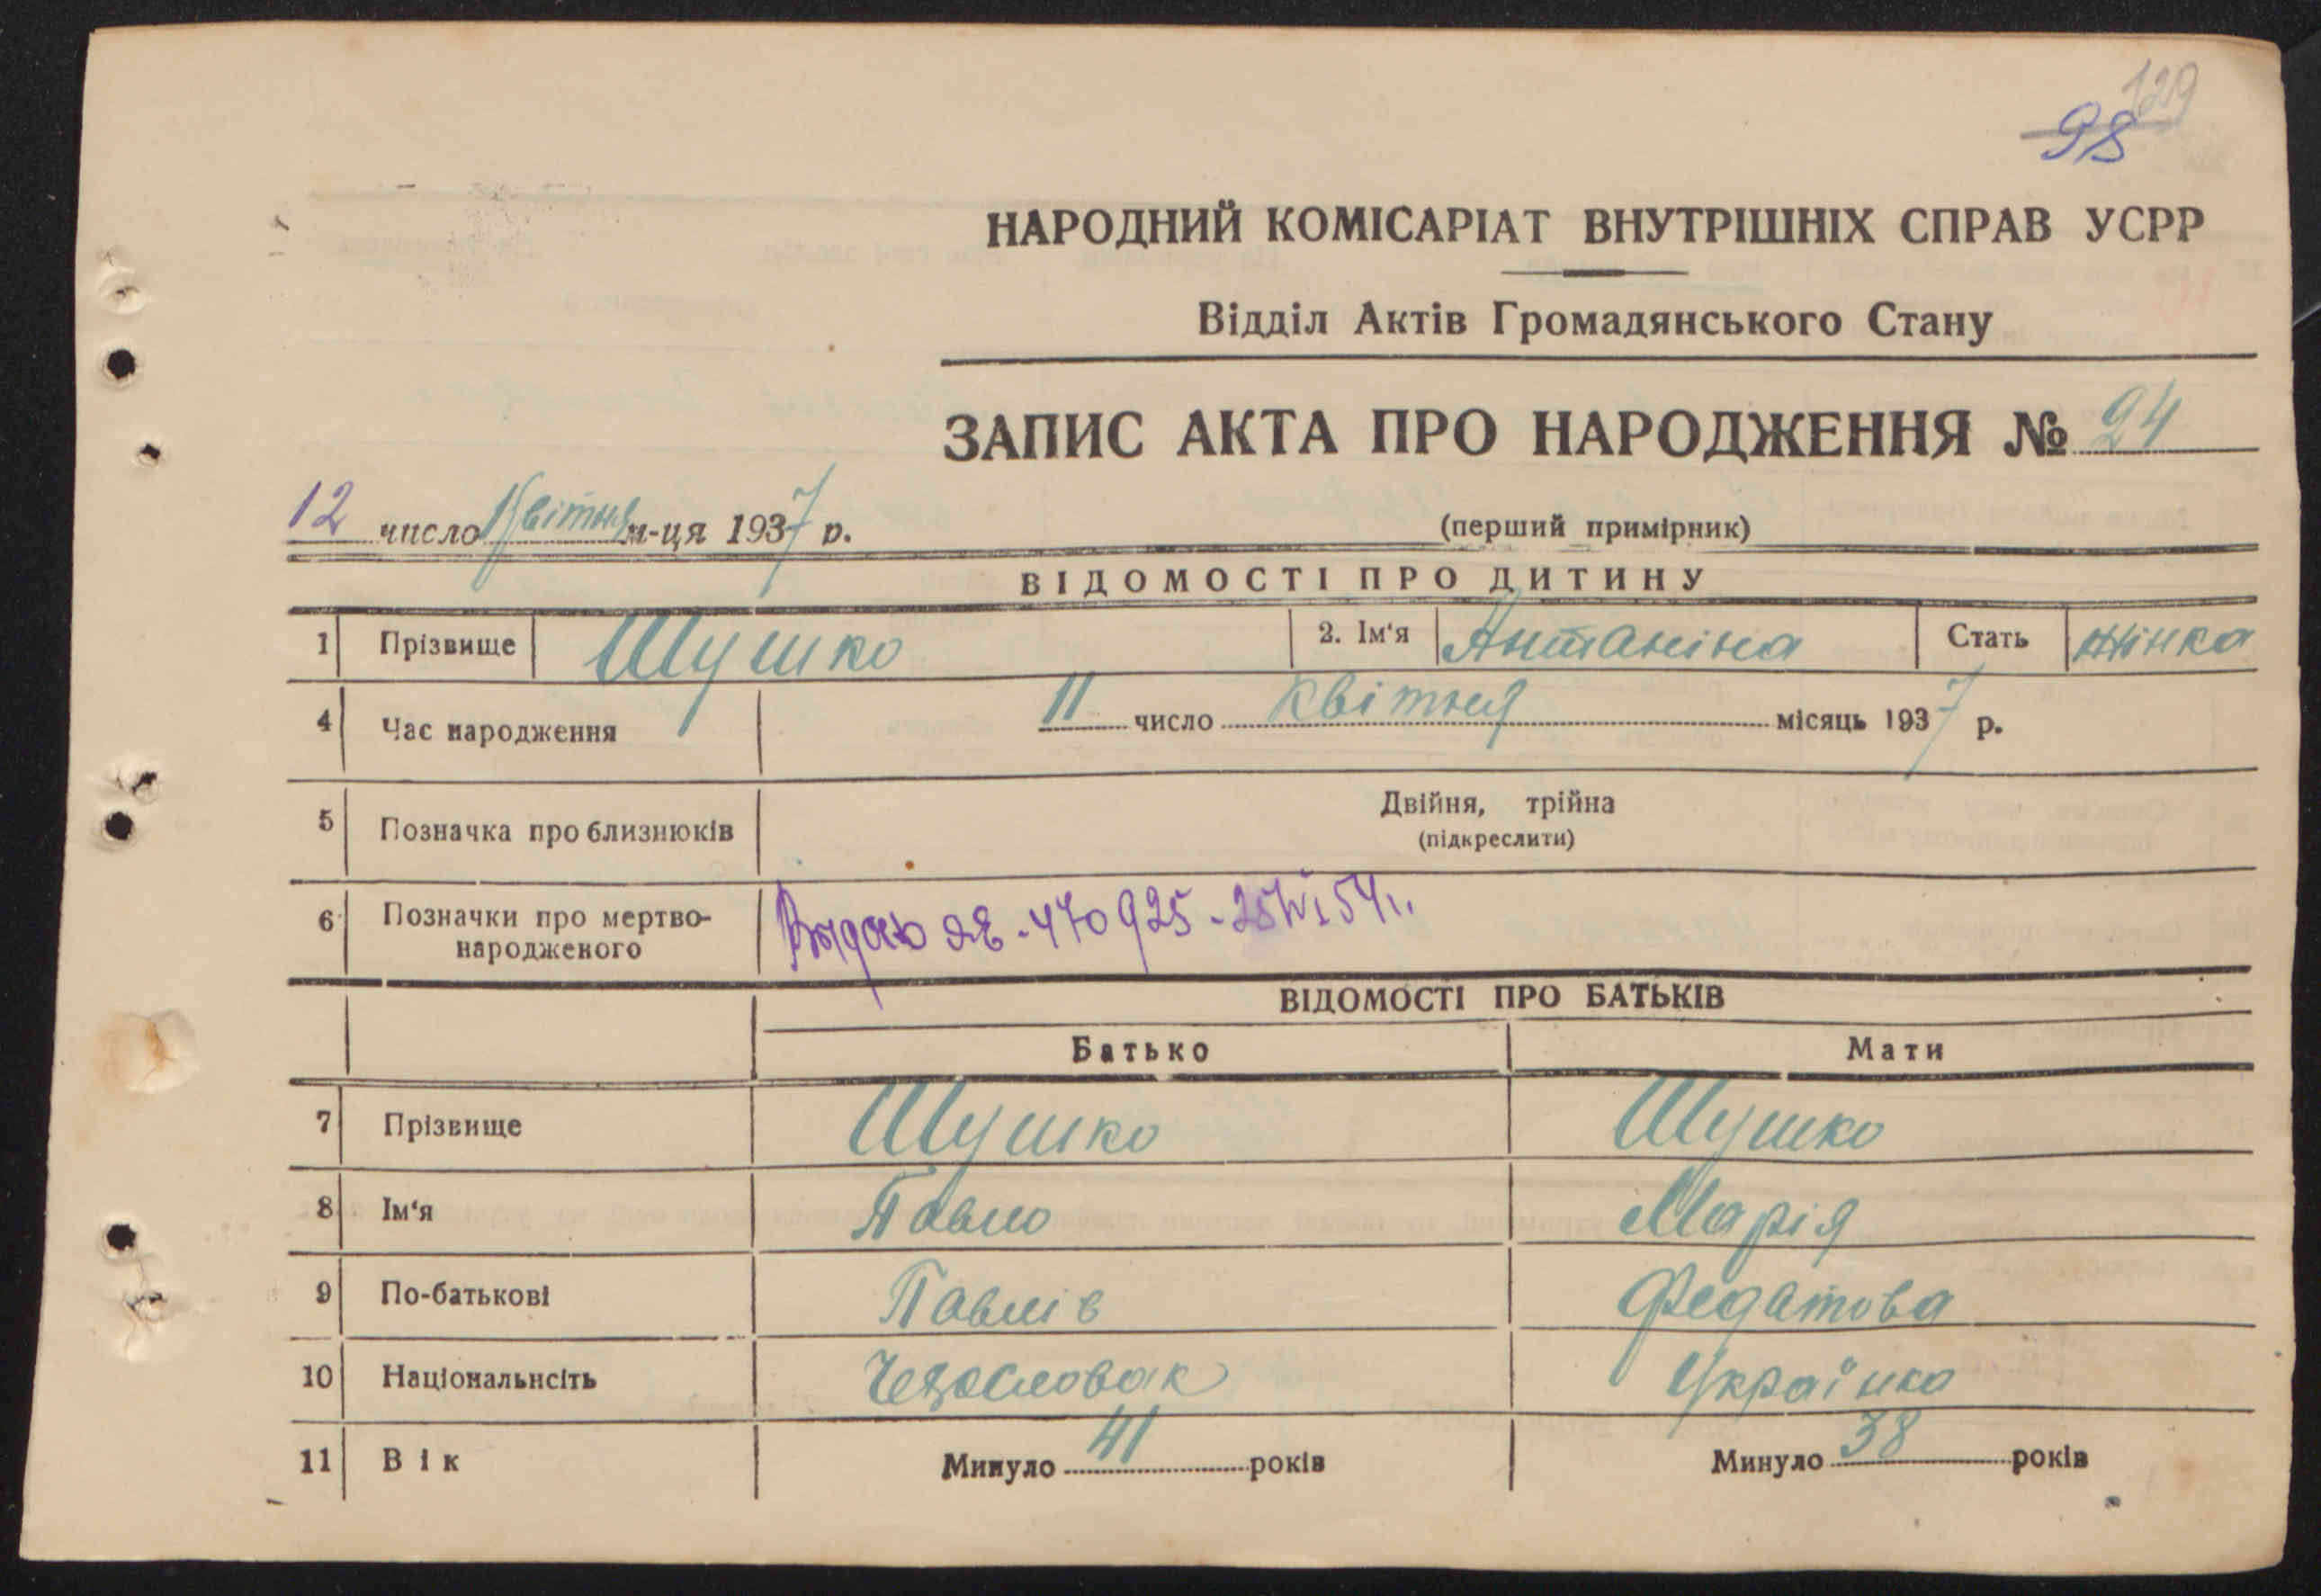 129
98
НАРОДНИЙ КОМІСАРІАТ ВНУТРІШНІХ СПРАВ УСРР
Відділ Актів Громадянського Стану
ЗАПИС АКТА ПРО НАРОДЖЕННЯ № 24
12 число Квітня м-ця 1937 р.
(перший примірник)
ВІДОМОСТІ ПРО ДИТИНУ
1 Прізвище Шушко 2. Ім'я Антаніна Стать жінка
4 Час народження 11 число квітня місяць 1937 р.
5 Позначка про близнюків Двійня, трійна
(підкреслити)
6 Позначки про мертво-
народженого
470925
ВІДОМОСТІ ПРО БАТЬКІВ
Батько Мати
7 Прізвище Шушко Шушко
8 Ім'я Павло Марія
9 По-батькові Павлів Федатова
10 Національнсіть Чехословак Українка
11 Вік Минуло 41 років Минуло 38 років